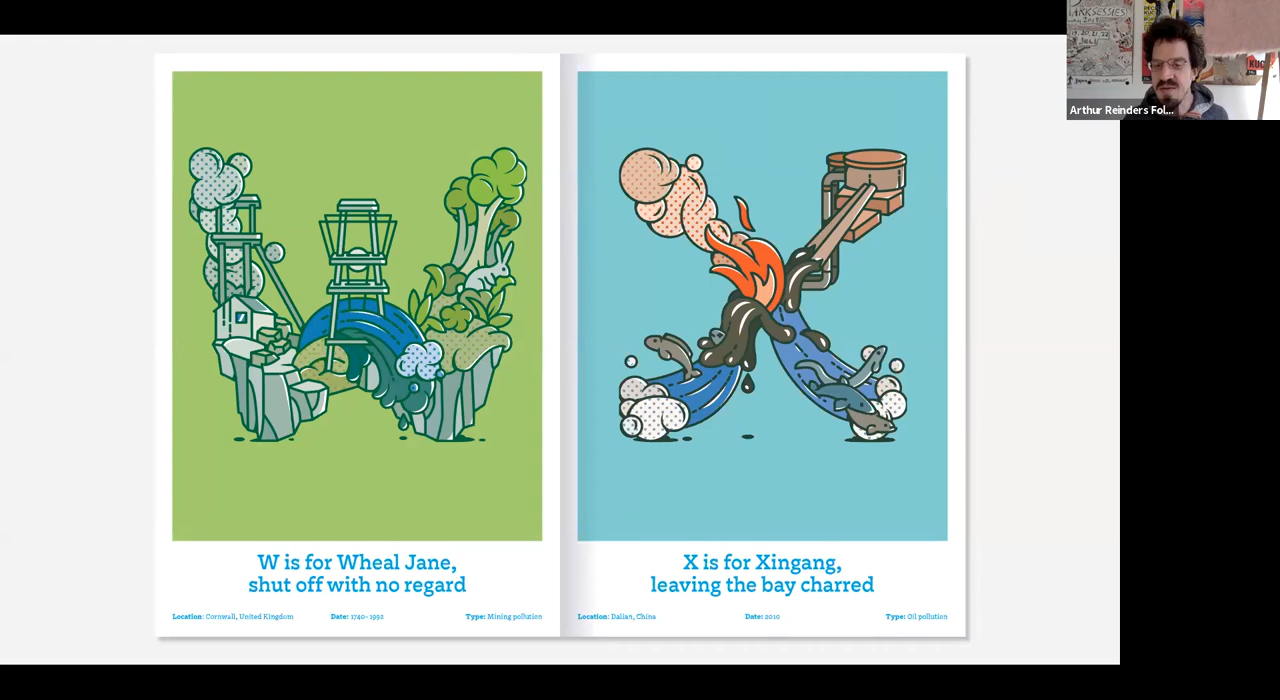 W is for Wheal Jane,
shut off with no regard
Location: Cornwall, United Kingdom
Date: 1740-1992
Type: Mining pollution
X is for Xingang,
leaving the bay charred
Location: Dalian, China
Date: 2010
Type: Oil pollution
PARKSESSIES
Arthur Reinders Fol...